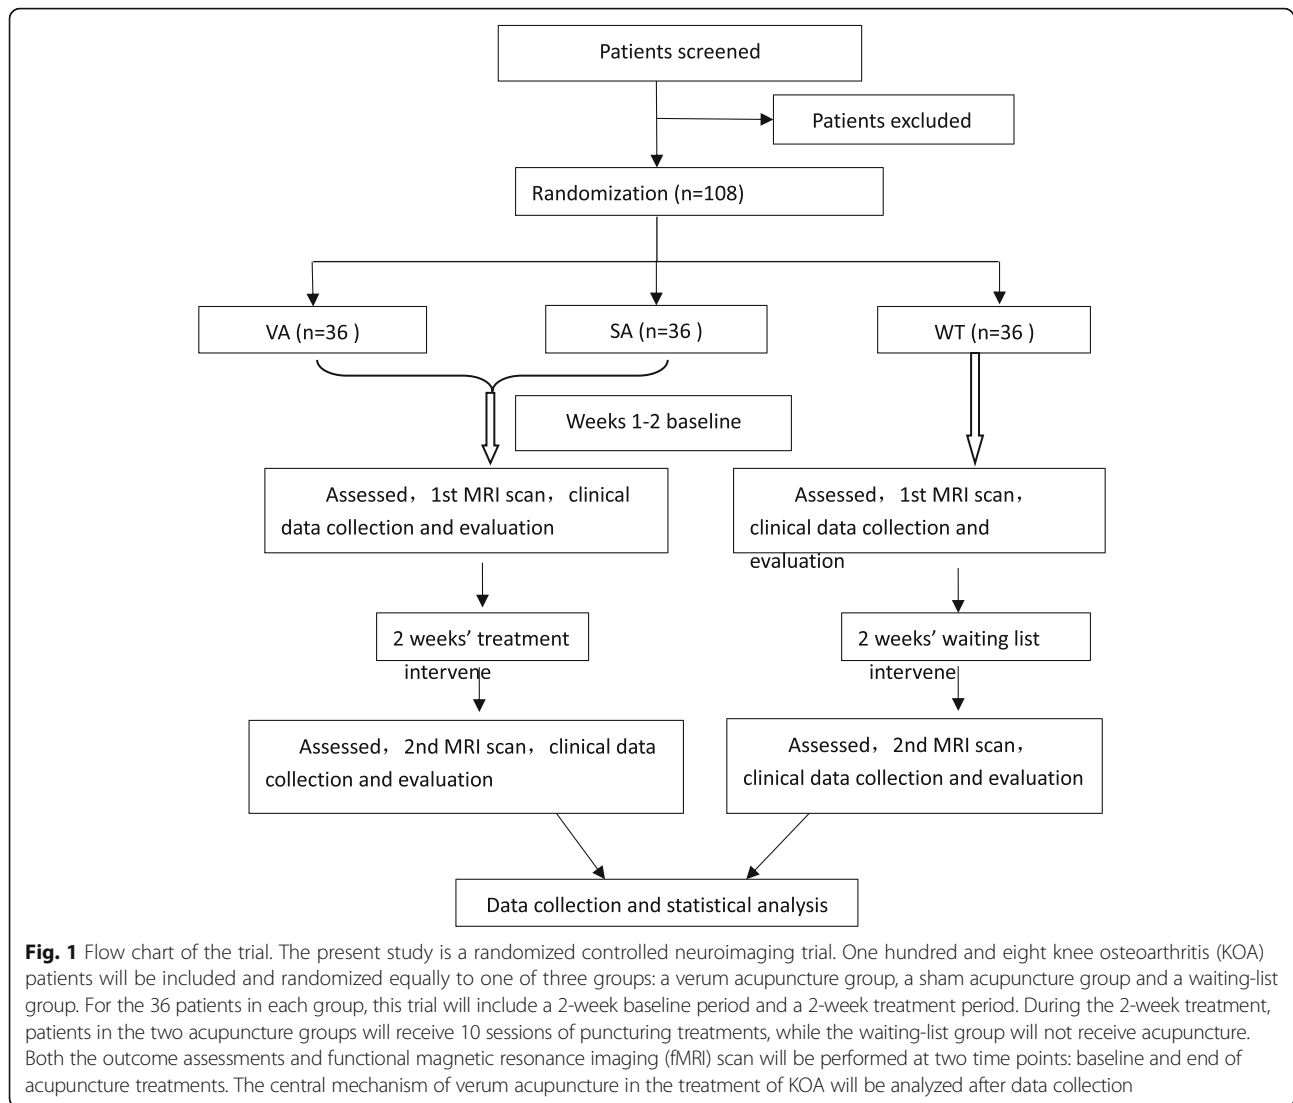 Patients screened
Patients excluded
Randomization (n=108)
VA (n=36 )
SA (n=36 )
WT (n=36 )
Weeks 1-2 baseline
Assessed，1st MRI scan，clinical
data collection and evaluation
Assessed，1st MRI scan，
clinical data collection and
evaluation
2 weeks’ treatment
intervene
2 weeks’ waiting list
intervene
Assessed，2nd MRI scan，clinical data
collection and evaluation
Assessed，2nd MRI scan，
clinical data collection and evaluation
Data collection and statistical analysis
Fig. 1 Flow chart of the trial. The present study is a randomized controlled neuroimaging trial. One hundred and eight knee osteoarthritis (KOA)
patients will be included and randomized equally to one of three groups: a verum acupuncture group, a sham acupuncture group and a waiting-list
group. For the 36 patients in each group, this trial will include a 2-week baseline period and a 2-week treatment period. During the 2-week treatment,
patients in the two acupuncture groups will receive 10 sessions of puncturing treatments, while the waiting-list group will not receive acupuncture.
Both the outcome assessments and functional magnetic resonance imaging (fMRI) scan will be performed at two time points: baseline and end of
acupuncture treatments. The central mechanism of verum acupuncture in the treatment of KOA will be analyzed after data collection